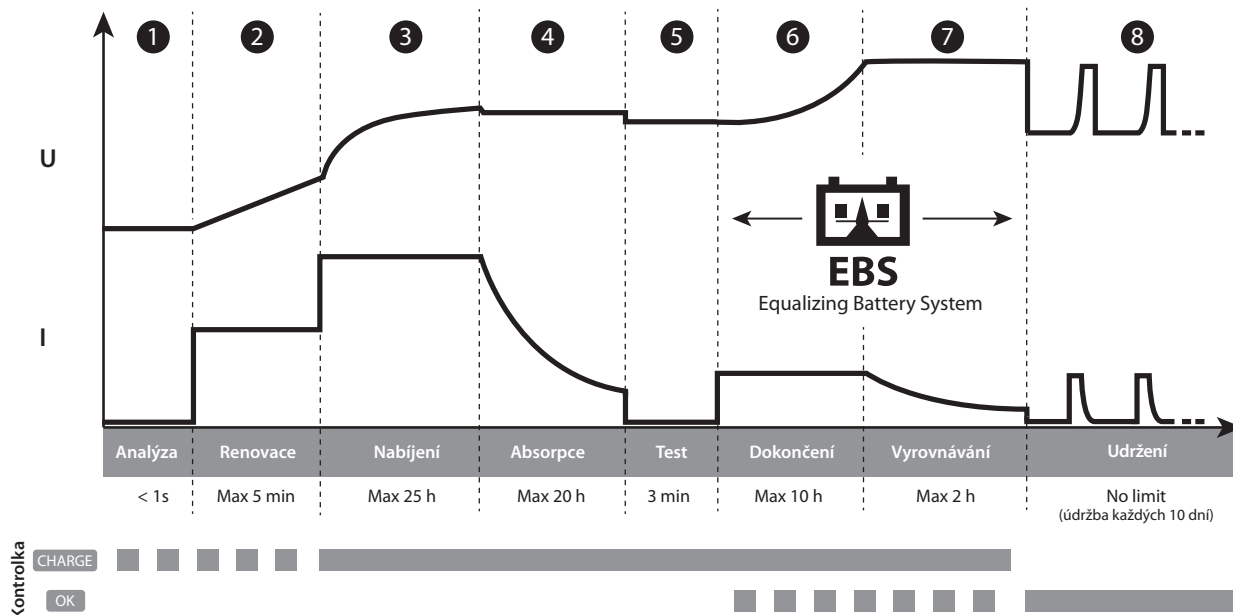 1 2 3 4 5 6 7 8
U
EBS
Equalizing Battery System
I
Analýza Renovace Nabíjení Absorpce Test Dokončení Vyrovnávání Udržení
< 1s Max 5 min Max 25 h Max 20 h 3 min Max 10 h Max 2 h No limit
(údržba každých 10 dní)
Kontrolka
CHARGE
OK